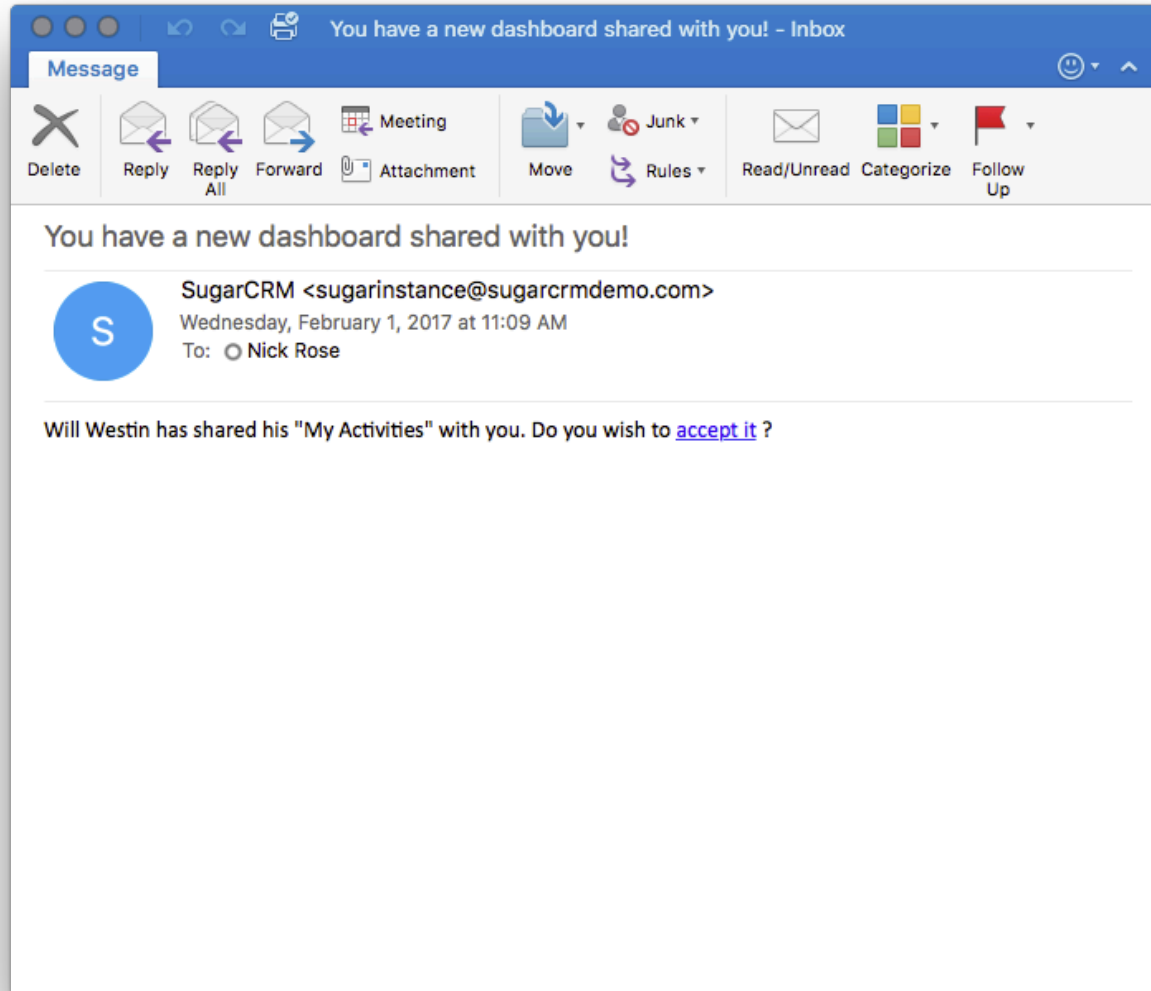 You have a new dashboard shared with you! - Inbox
Message
Delete
Reply
Reply All
Forward
Meeting
Attachment
Move
Junk
Rules
Read/Unread
Categorize
Follow Up
You have a new dashboard shared with you!
S
SugarCRM <sugarinstance@sugarcrmdemo.com>
Wednesday, February 1, 2017 at 11:09 AM
To: Nick Rose
Will Westin has shared his "My Activities" with you. Do you wish to accept it ?